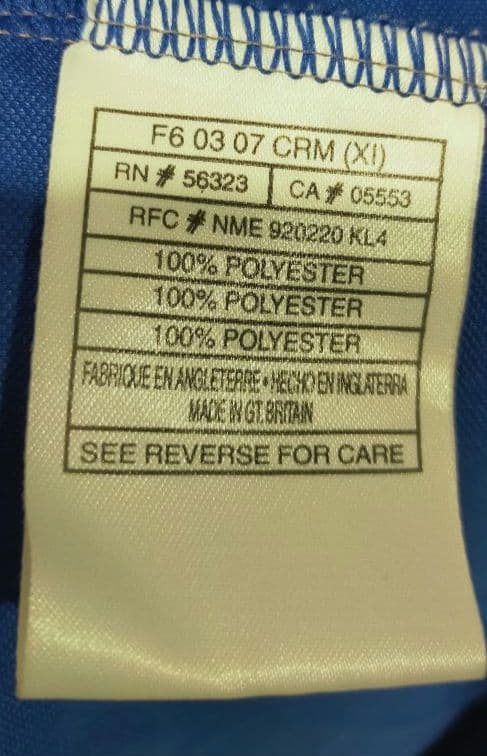 F6 03 07 CRM (XI)
RN # 56323 CA # 05553
RFC # NME 920220 KL4
100% POLYESTER
100% POLYESTER
100% POLYESTER
FABRIQUE EN ANGLETERRE • HECHO EN INGLATERRA
MADE IN GT. BRITAIN
SEE REVERSE FOR CARE